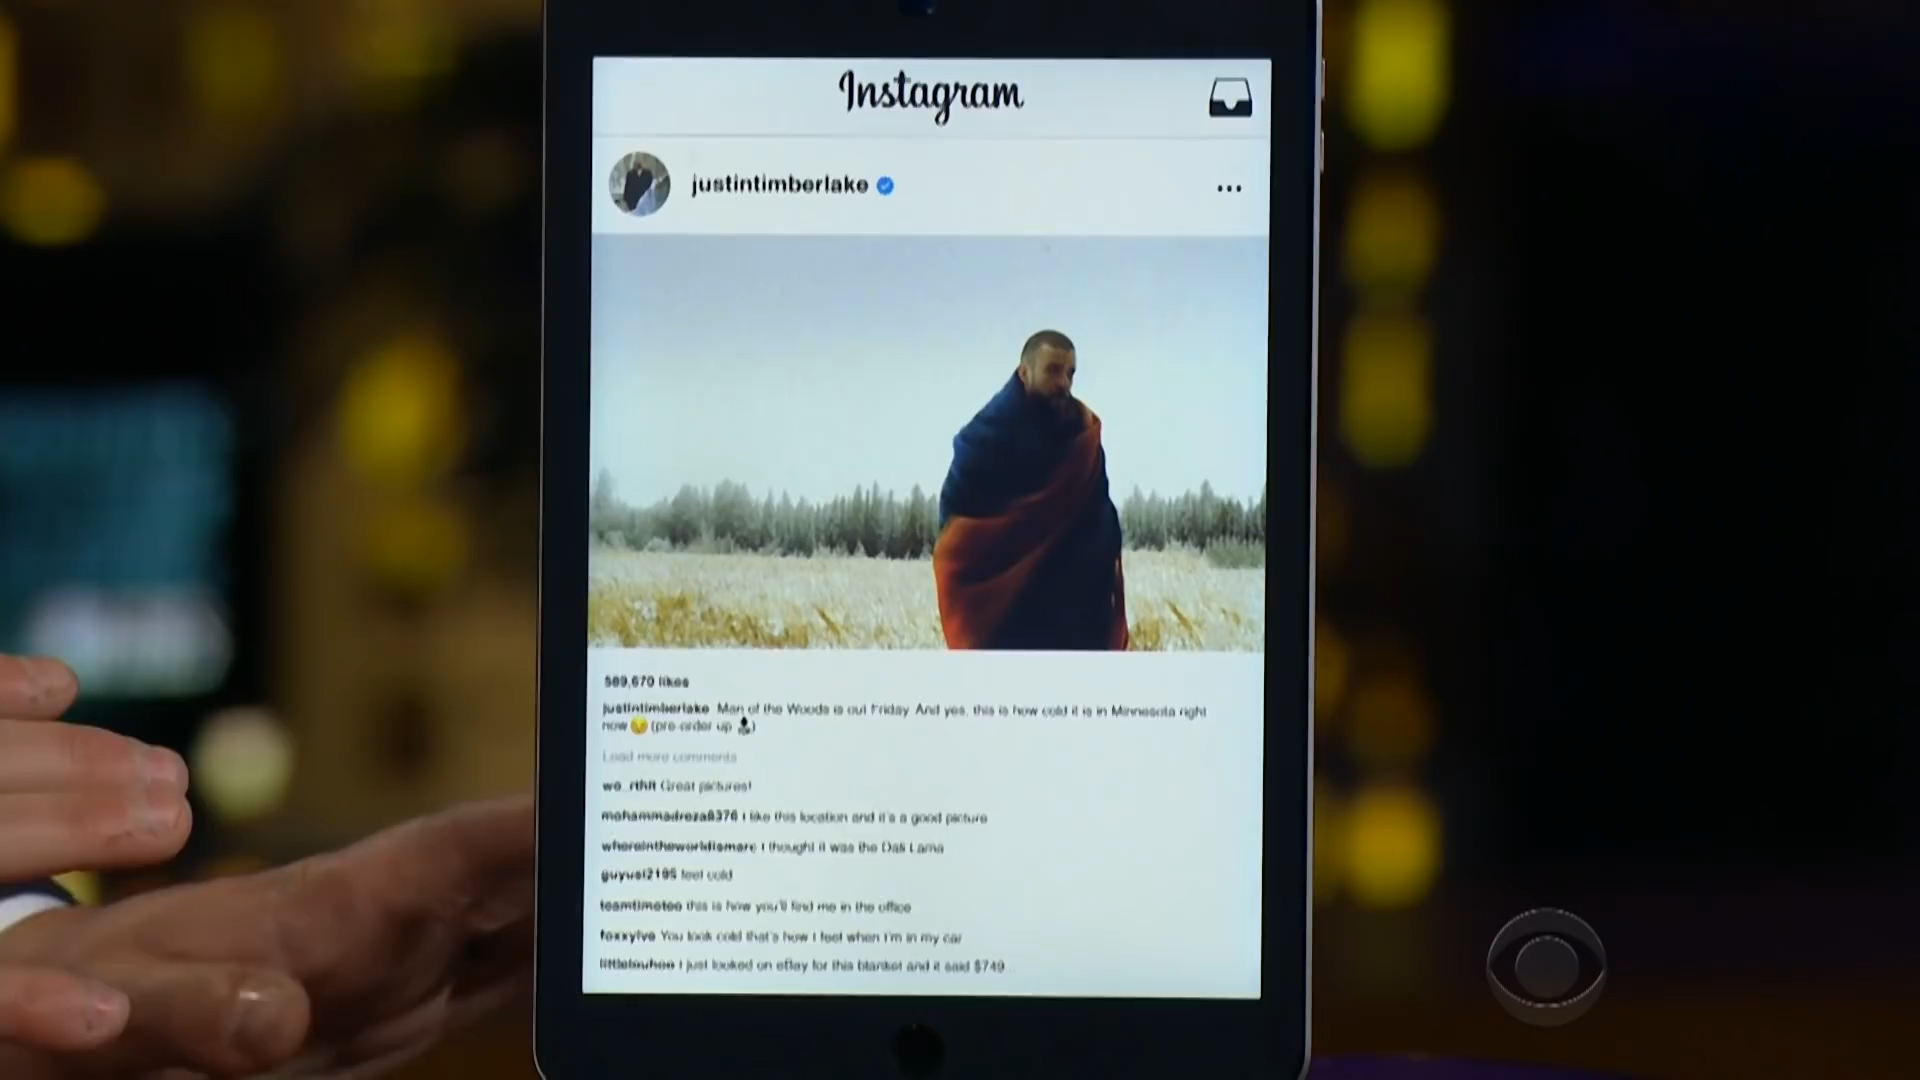 Instagram
justintimberlake
589,670 likes
justintimberlake Man of the Woods is out Friday. And yes, this is how cold it is in Minnesota right
now 😉 (pre-order up
Load more comments
Great pictures!
mohammadreza8376 I like this location and it's a good picture
whereintheworldismarc I thought it was the Dali Lama
guyusi2195 feel cold
teamtimoteo this is how you'll find me in the office
foxxylvo You look cold that's how I feel when I'm in my car
I just looked on eBay for this blanket and it said $749